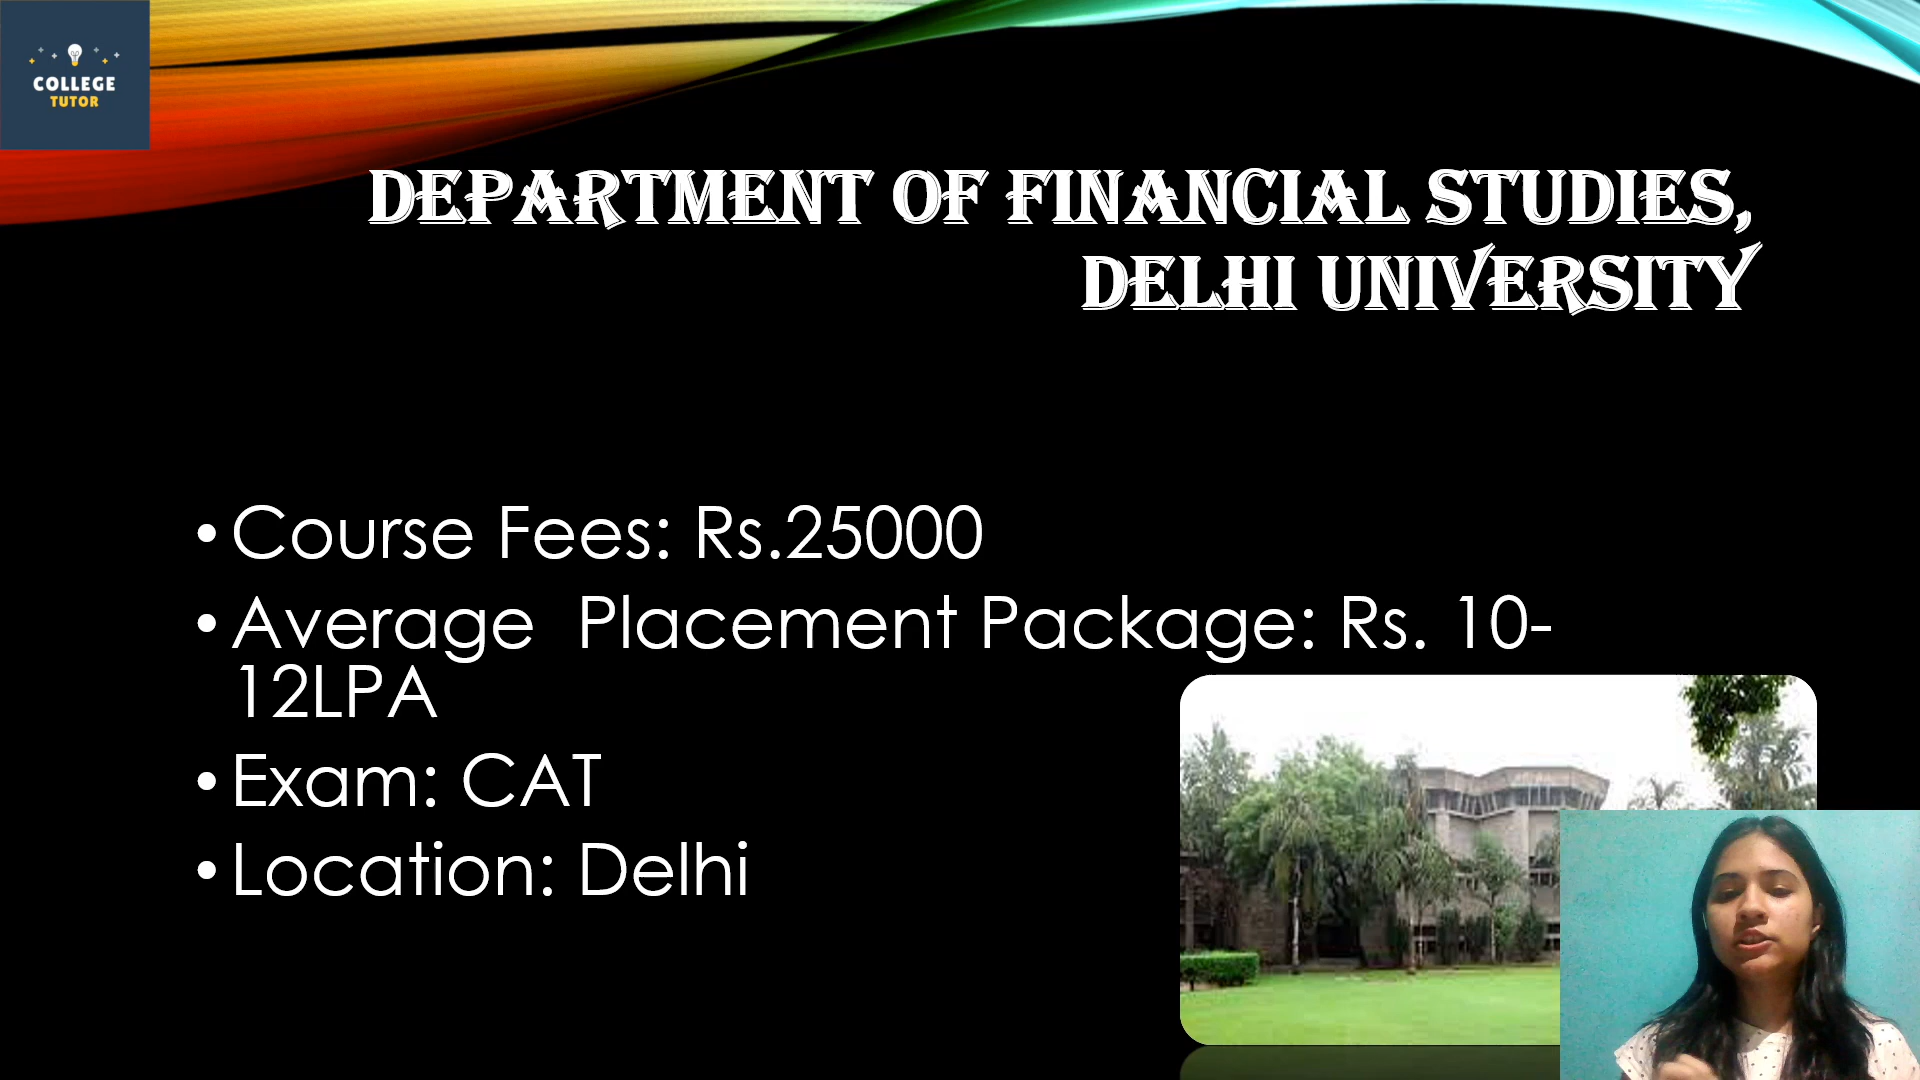 COLLEGE
TUTOR
DEPARTMENT OF FINANCIAL STUDIES,
DELHI UNIVERSITY
• Course Fees: Rs.25000
• Average  Placement Package: Rs. 10-
12LPA
• Exam: CAT
• Location: Delhi